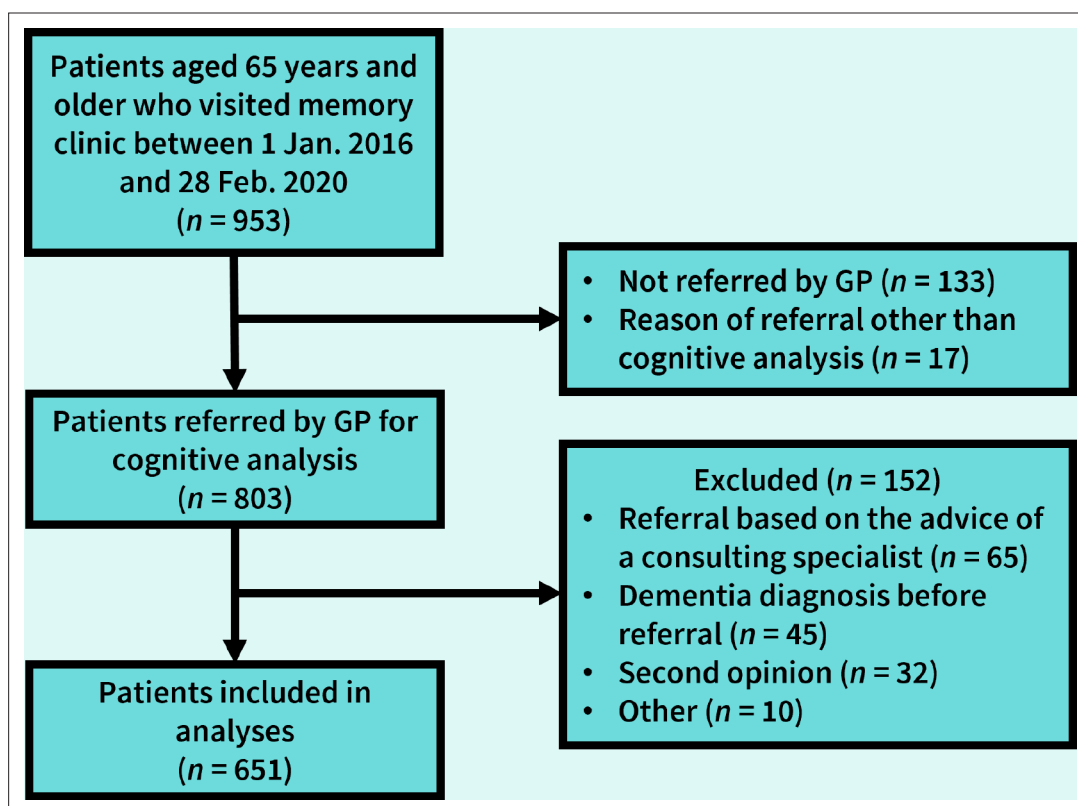 Patients aged 65 years and
older who visited memory
clinic between 1 Jan. 2016
and 28 Feb. 2020
(n = 953)
• Not referred by GP (n = 133)
• Reason of referral other than
cognitive analysis (n = 17)
Patients referred by GP for
cognitive analysis
(n = 803)
Excluded (n = 152)
• Referral based on the advice of
a consulting specialist (n = 65)
• Dementia diagnosis before
referral (n = 45)
• Second opinion (n = 32)
• Other (n = 10)
Patients included in
analyses
(n = 651)